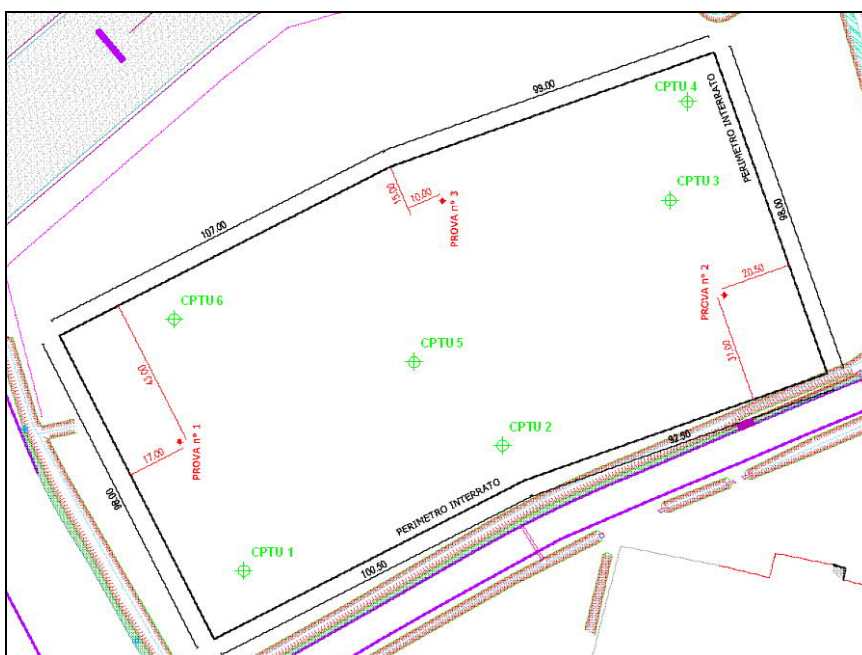 99.00
CPTU 4
PERIMETRO INTERRATO
15.00
10.00
PROVA n° 3
CPTU 3
107.00
98.00
20.50
PROVA n° 2
CPTU 6
31.00
43.00
CPTU 5
17.00
PROVA n° 1
CPTU 2
92.50
98.00
PERIMETRO INTERRATO
CPTU 1
100.50